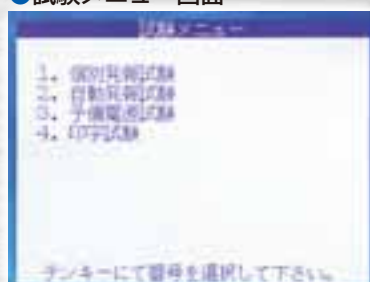 ●試験メニュー画面
試験メニュー
1. 個別発報試験
2. 自動発報試験
3. 予備電源試験
4. 印字試験
テンキーにて番号を選択して下さい。